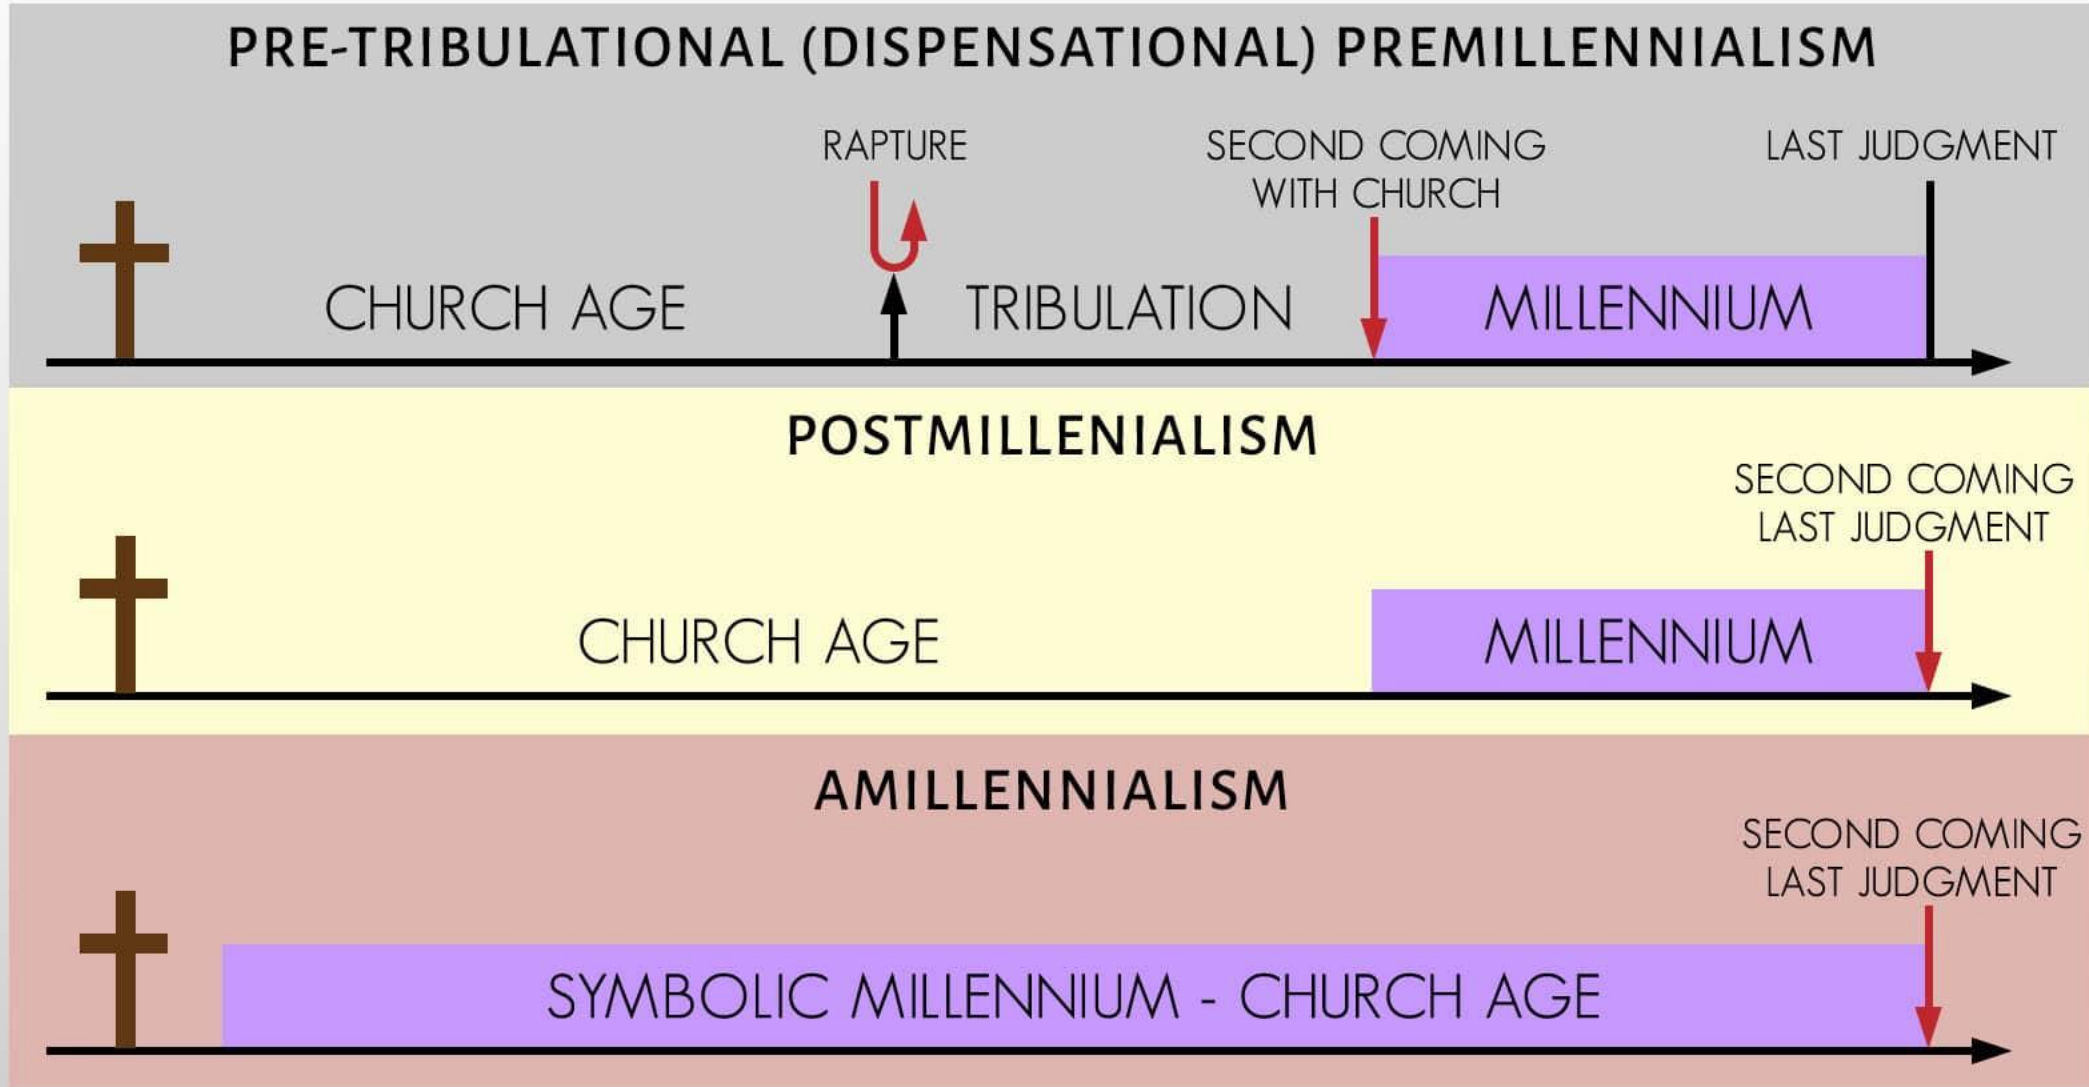 PRE-TRIBULATIONAL (DISPENSATIONAL) PREMILLENNIALISM
RAPTURE
SECOND COMING
WITH CHURCH
LAST JUDGMENT
CHURCH AGE
TRIBULATION
MILLENNIUM
POSTMILLENIALISM
SECOND COMING
LAST JUDGMENT
CHURCH AGE
MILLENNIUM
AMILLENNIALISM
SECOND COMING
LAST JUDGMENT
SYMBOLIC MILLENNIUM - CHURCH AGE